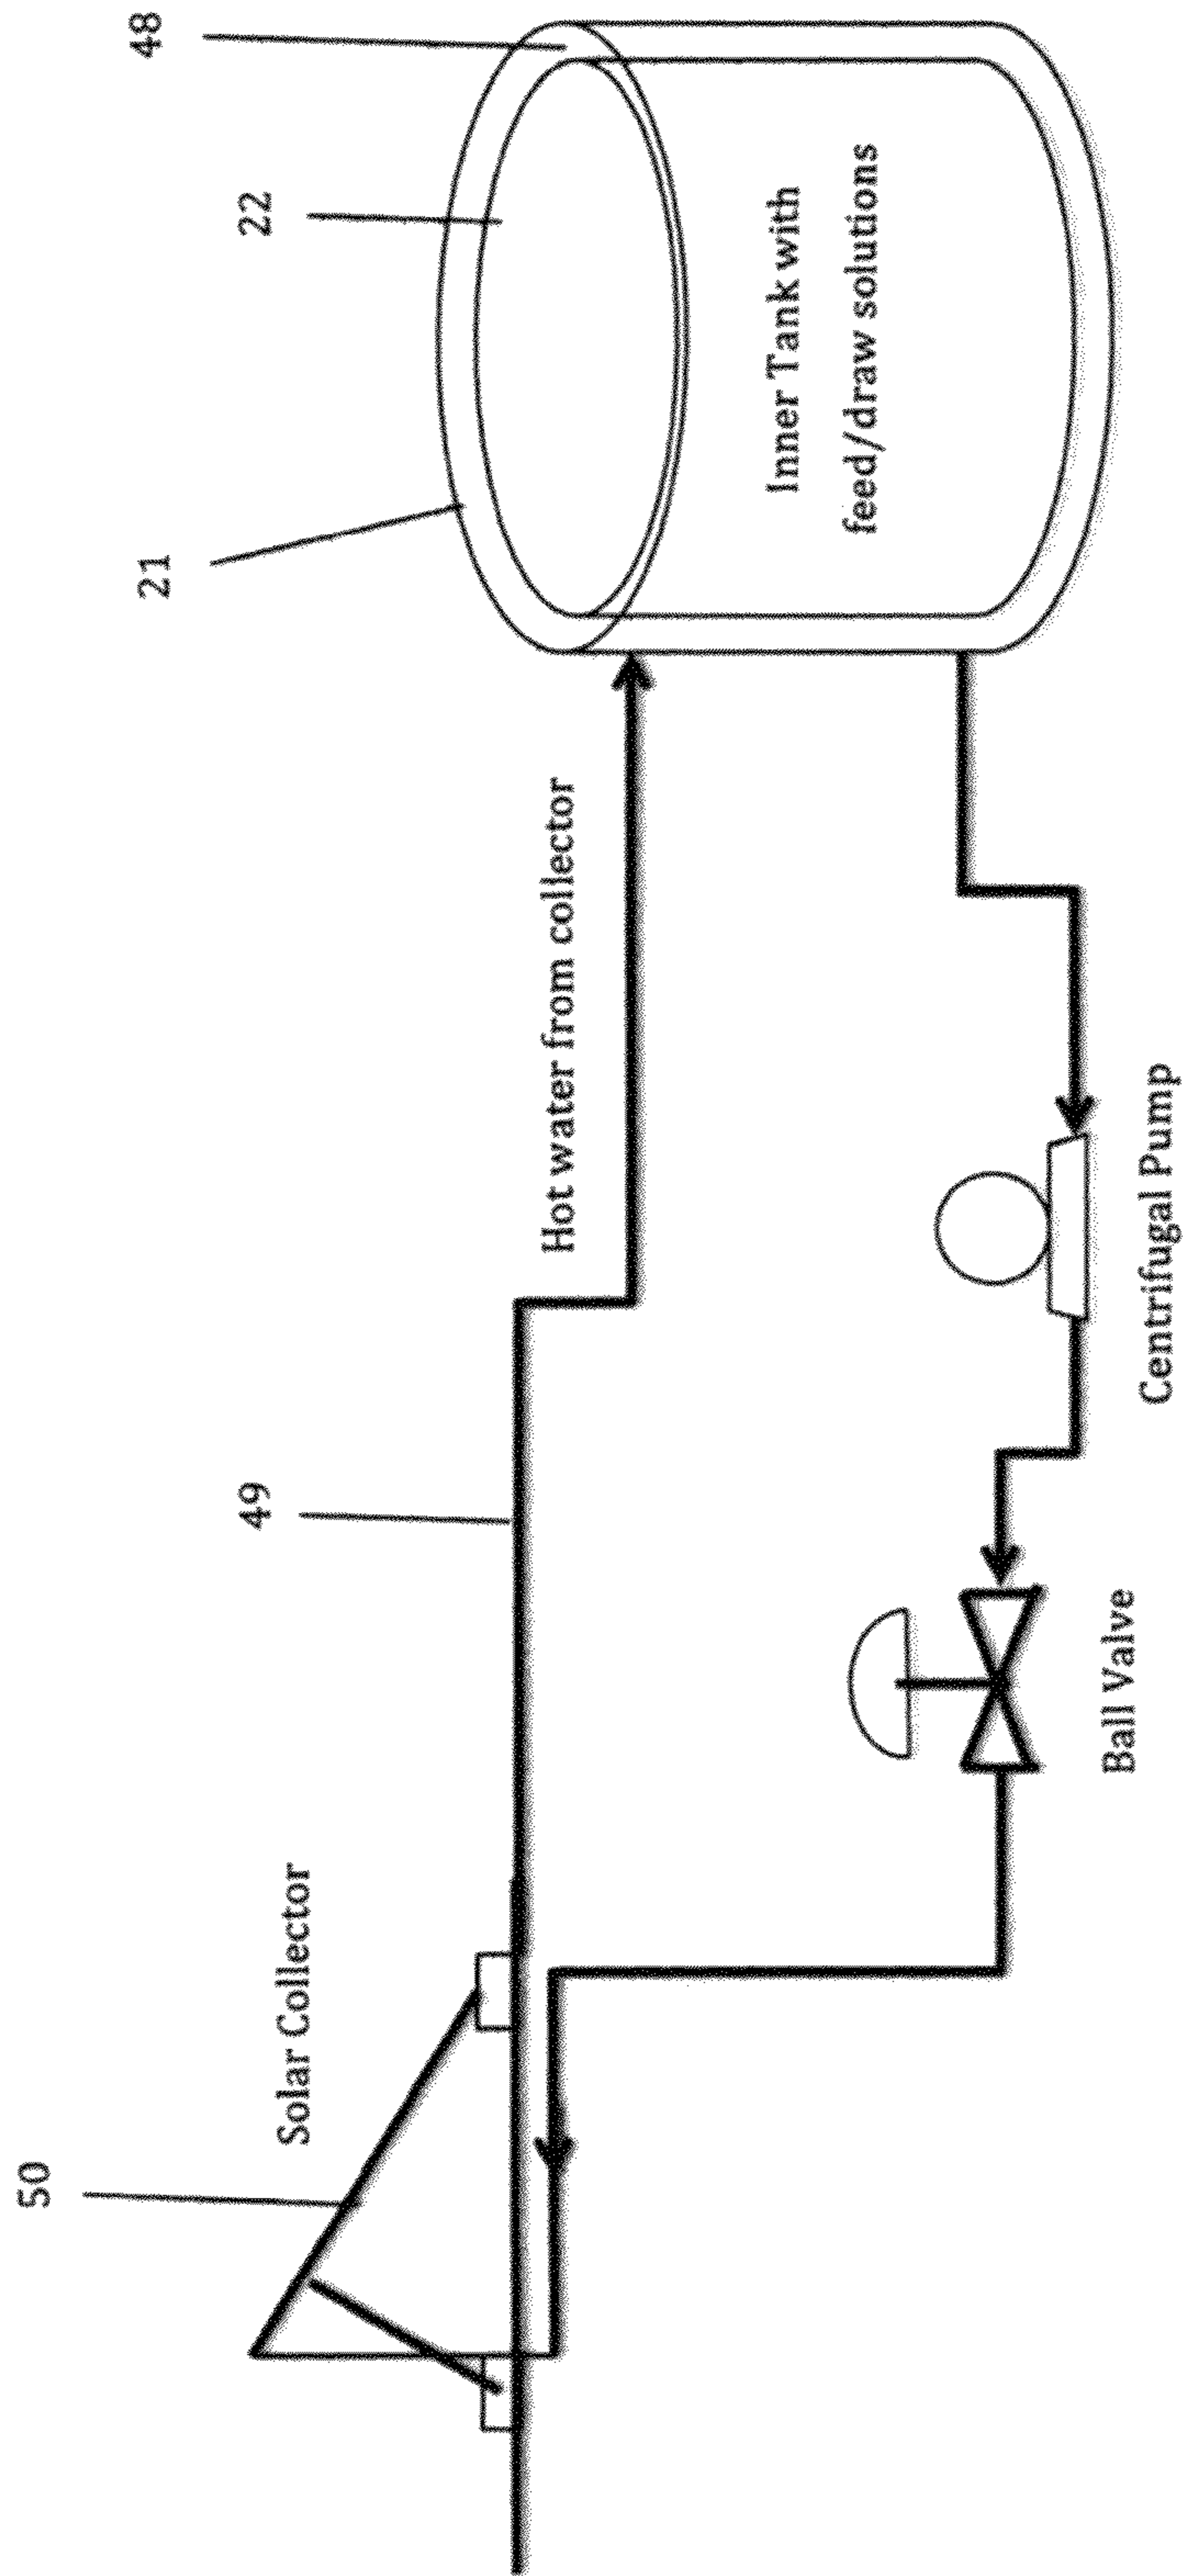 50
Solar Collector
49
Hot water from collector
21
22
48
Inner Tank with
feed/draw solutions
Ball Valve
Centrifugal Pump